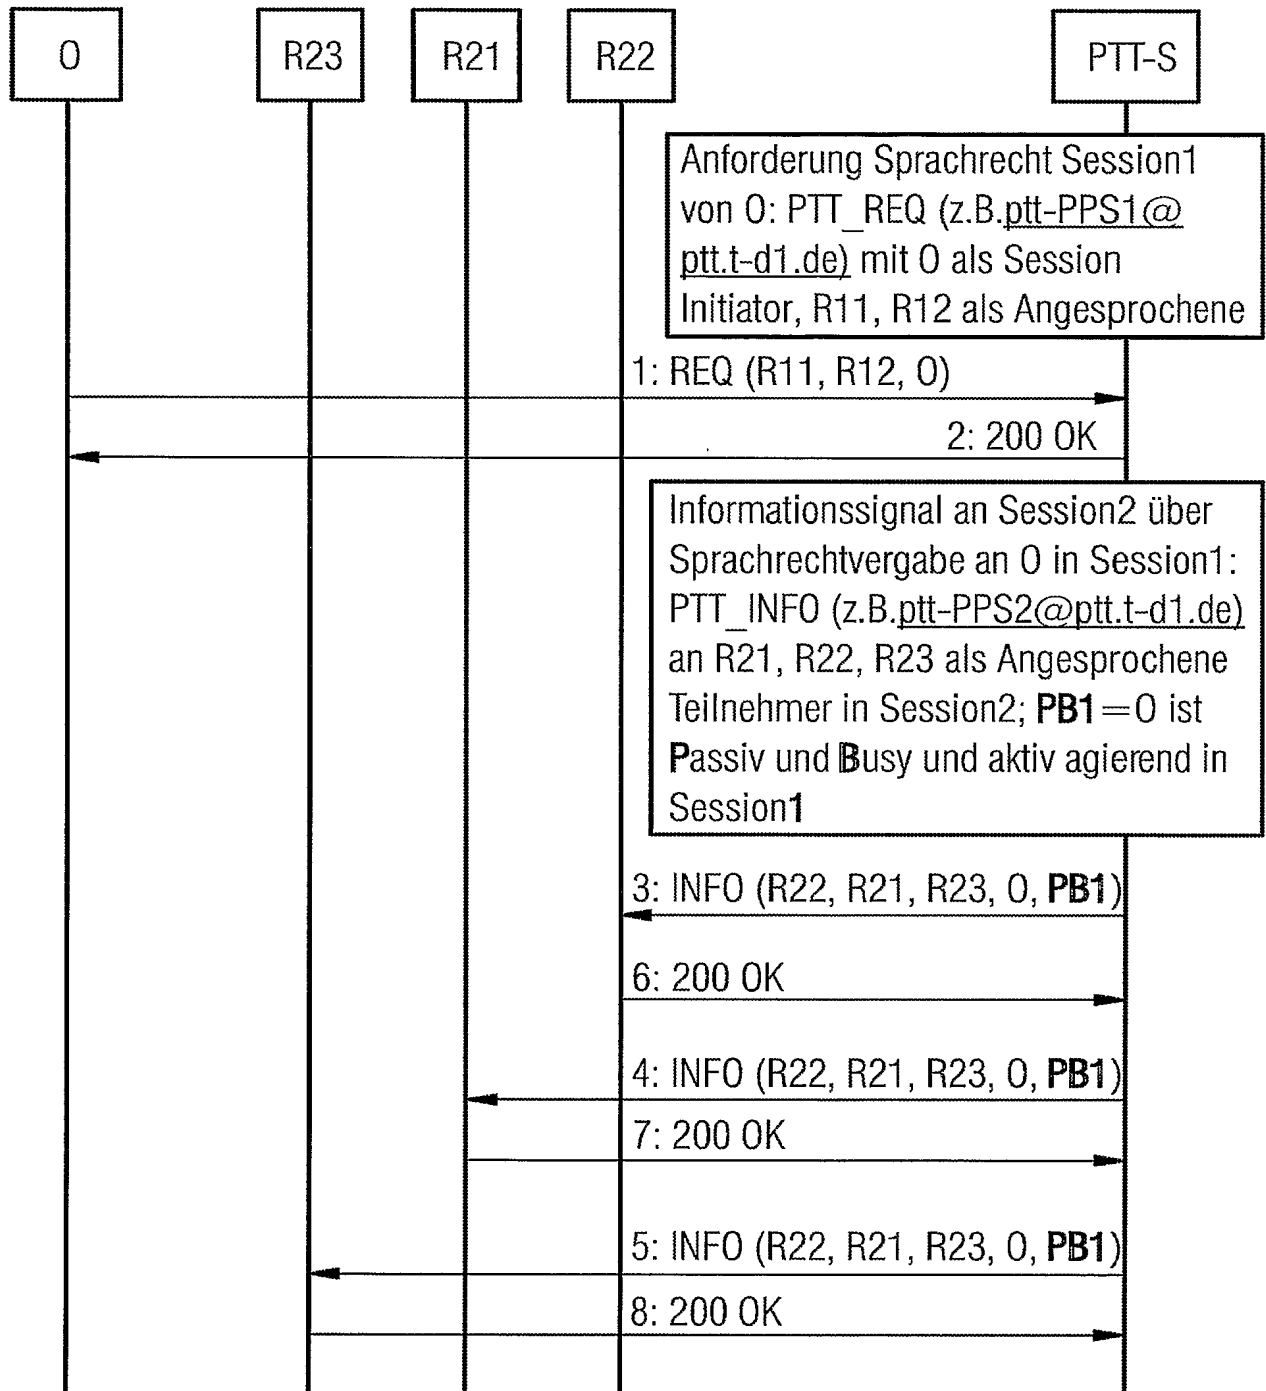 O
R23
R21
R22
PTT-S
Anforderung Sprachrecht Session1
von O: PTT_REQ (z.B.ptt-PPS1@
ptt.t-d1.de) mit O als Session
Initiator, R11, R12 als Angesprochene
1: REQ (R11, R12, O)
2: 200 OK
Informationssignal an Session2 über
Sprachrechtvergabe an O in Session1:
PTT_INFO (z.B.ptt-PPS2@ptt.t-d1.de)
an R21, R22, R23 als Angesprochene
Teilnehmer in Session2; PB1=O ist
Passiv und Busy und aktiv agierend in
Session1
3: INFO (R22, R21, R23, O, PB1)
6: 200 OK
4: INFO (R22, R21, R23, O, PB1)
7: 200 OK
5: INFO (R22, R21, R23, O, PB1)
8: 200 OK